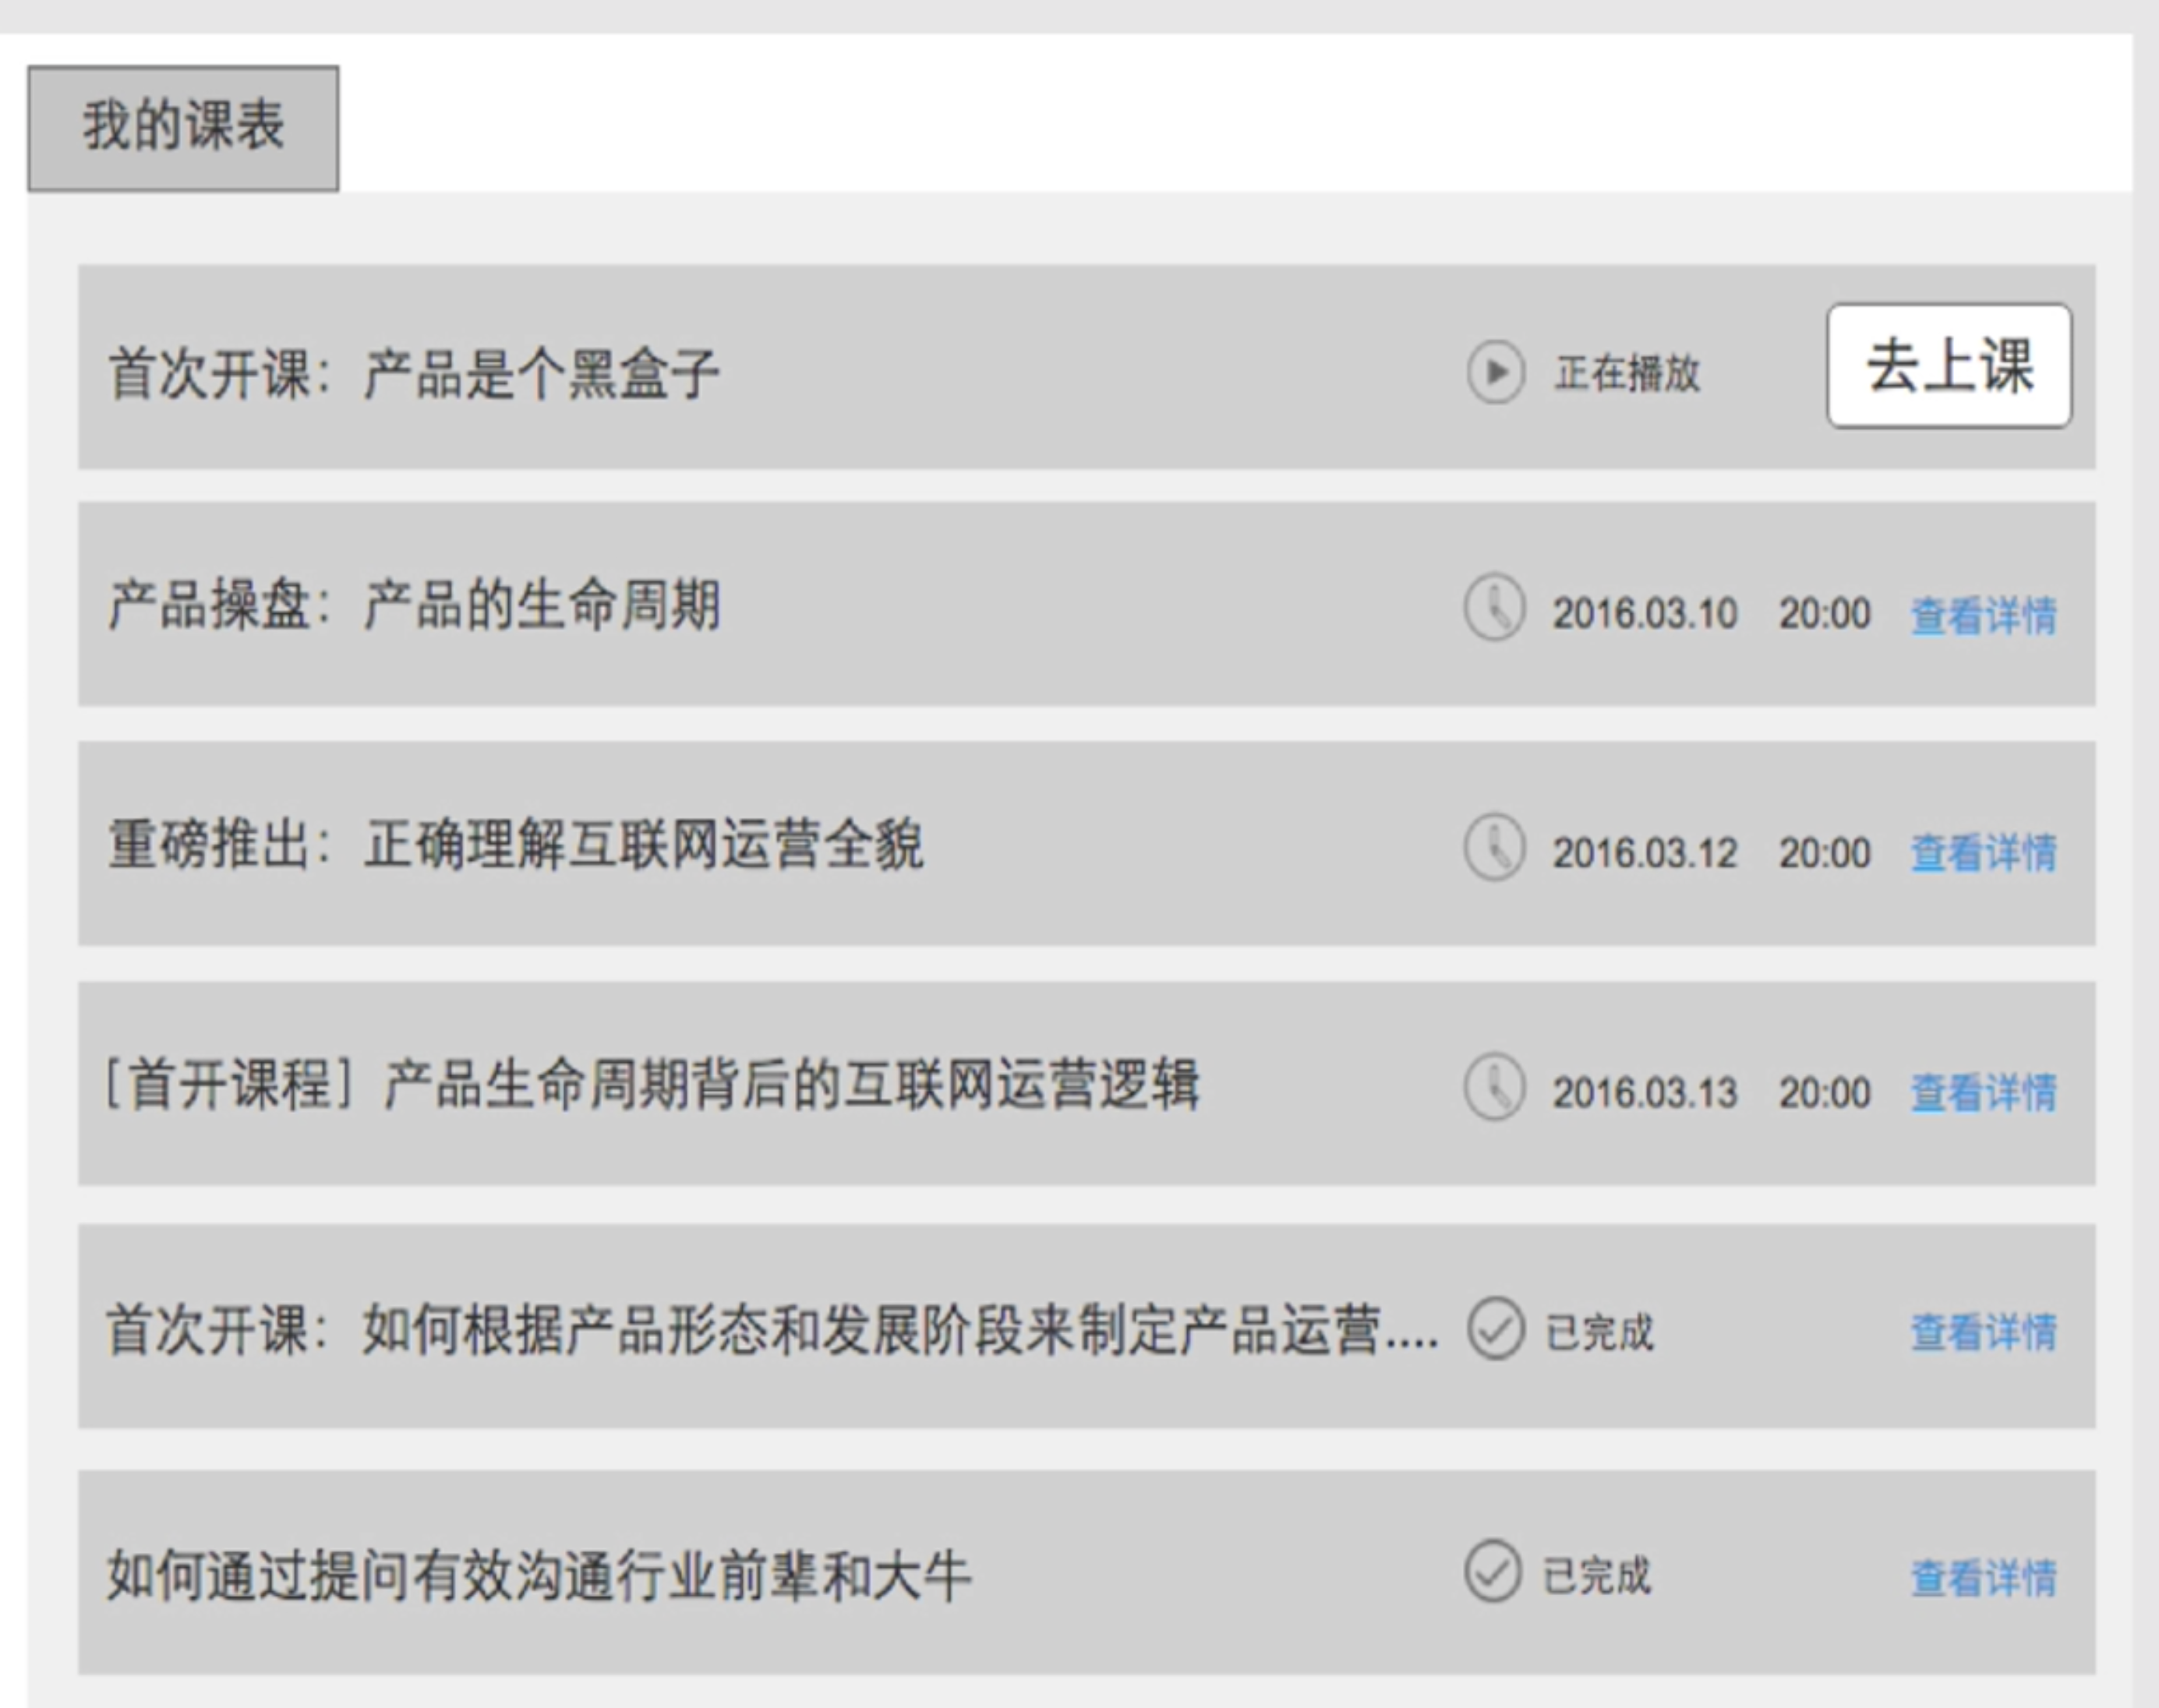 我的课表
首次开课：产品是个黑盒子 正在播放 去上课
产品操盘：产品的生命周期 2016.03.10 20:00 查看详情
重磅推出：正确理解互联网运营全貌 2016.03.12 20:00 查看详情
[首开课程] 产品生命周期背后的互联网运营逻辑 2016.03.13 20:00 查看详情
首次开课：如何根据产品形态和发展阶段来制定产品运营.... 已完成 查看详情
如何通过提问有效沟通行业前辈和大牛 已完成 查看详情